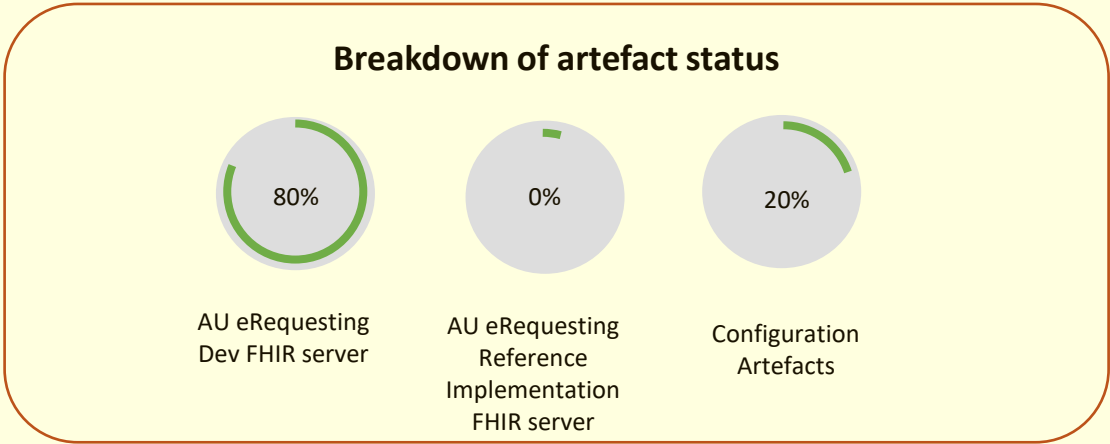 Breakdown of artefact status
80%
0%
20%
AU eRequesting
Dev FHIR server
AU eRequesting
Reference
Implementation
FHIR server
Configuration
Artefacts